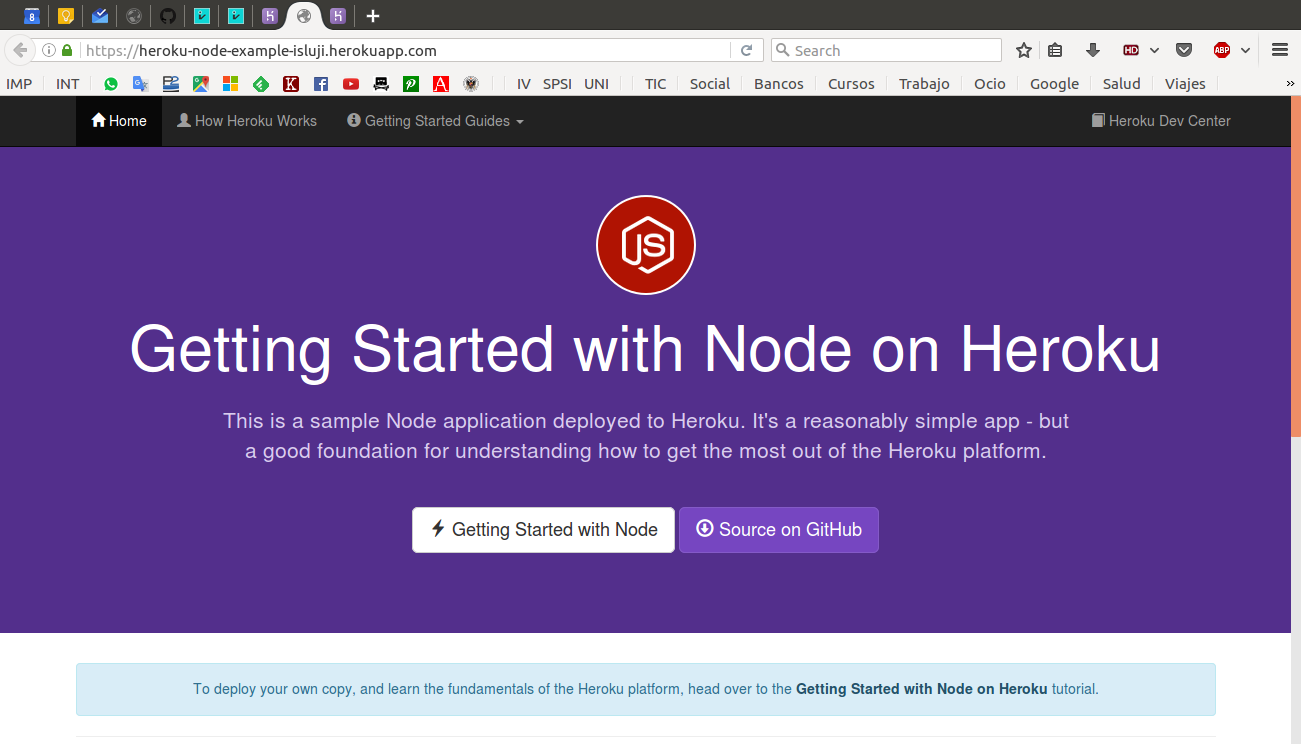 8
https://heroku-node-example-isluji.herokuapp.com
Search
HD
ABP
IMP INT IV SPSI UNI TIC Social Bancos Cursos Trabajo Ocio Google Salud Viajes »
Home How Heroku Works Getting Started Guides Heroku Dev Center
JS
Getting Started with Node on Heroku
This is a sample Node application deployed to Heroku. It's a reasonably simple app - but
a good foundation for understanding how to get the most out of the Heroku platform.
Getting Started with Node Source on GitHub
To deploy your own copy, and learn the fundamentals of the Heroku platform, head over to the Getting Started with Node on Heroku tutorial.